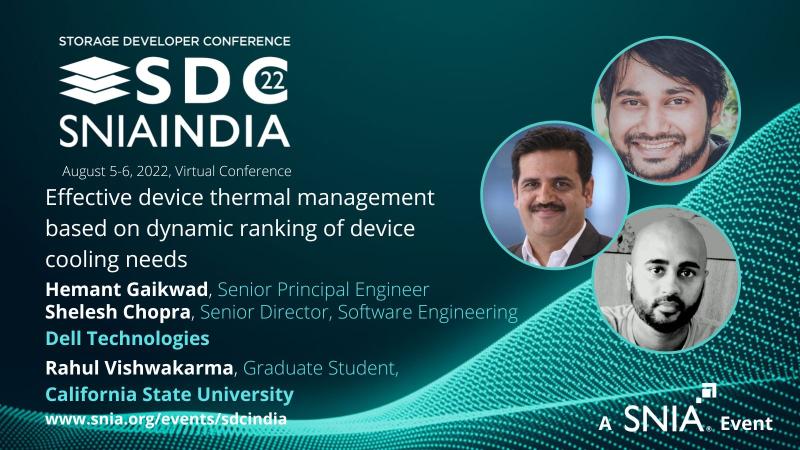 STORAGE DEVELOPER CONFERENCE
SDC 22
SNIAINDIA
August 5-6, 2022, Virtual Conference
Effective device thermal management
based on dynamic ranking of device
cooling needs
Hemant Gaikwad, Senior Principal Engineer
Shelesh Chopra, Senior Director, Software Engineering
Dell Technologies
Rahul Vishwakarma, Graduate Student,
California State University
www.snia.org/events/sdcindia
A SNIA® Event